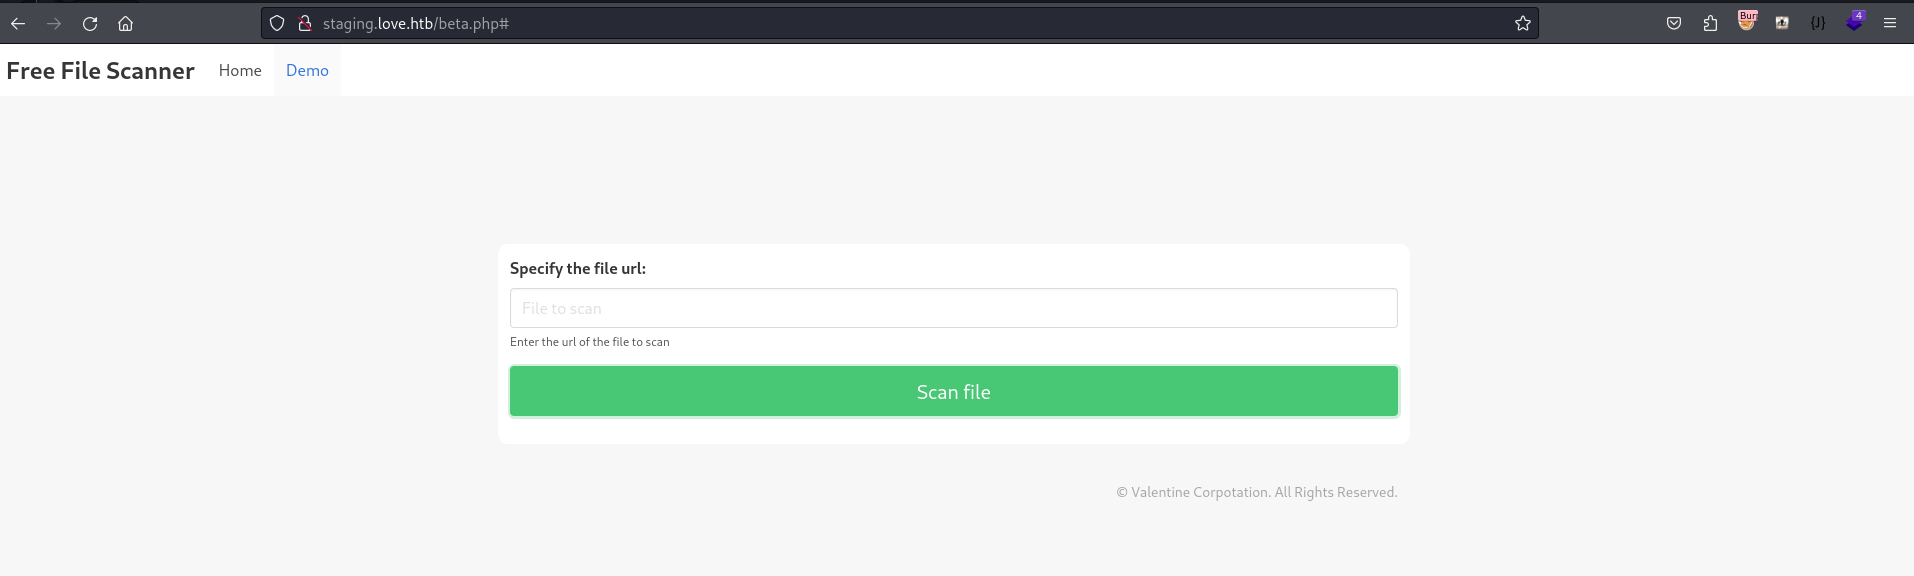 staging.love.htb/beta.php#
Bur
{J}
4
Free File Scanner Home Demo
Specify the file url:
File to scan
Enter the url of the file to scan
Scan file
© Valentine Corpotation. All Rights Reserved.